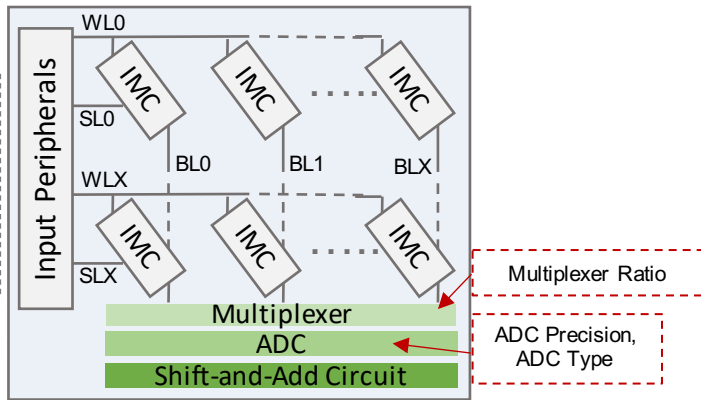 WL0
Input Peripherals
IMC
IMC
IMC
SL0
BL0
BL1
BLX
WLX
IMC
IMC
IMC
SLX
Multiplexer
ADC
Shift-and-Add Circuit
Multiplexer Ratio
ADC Precision,
ADC Type